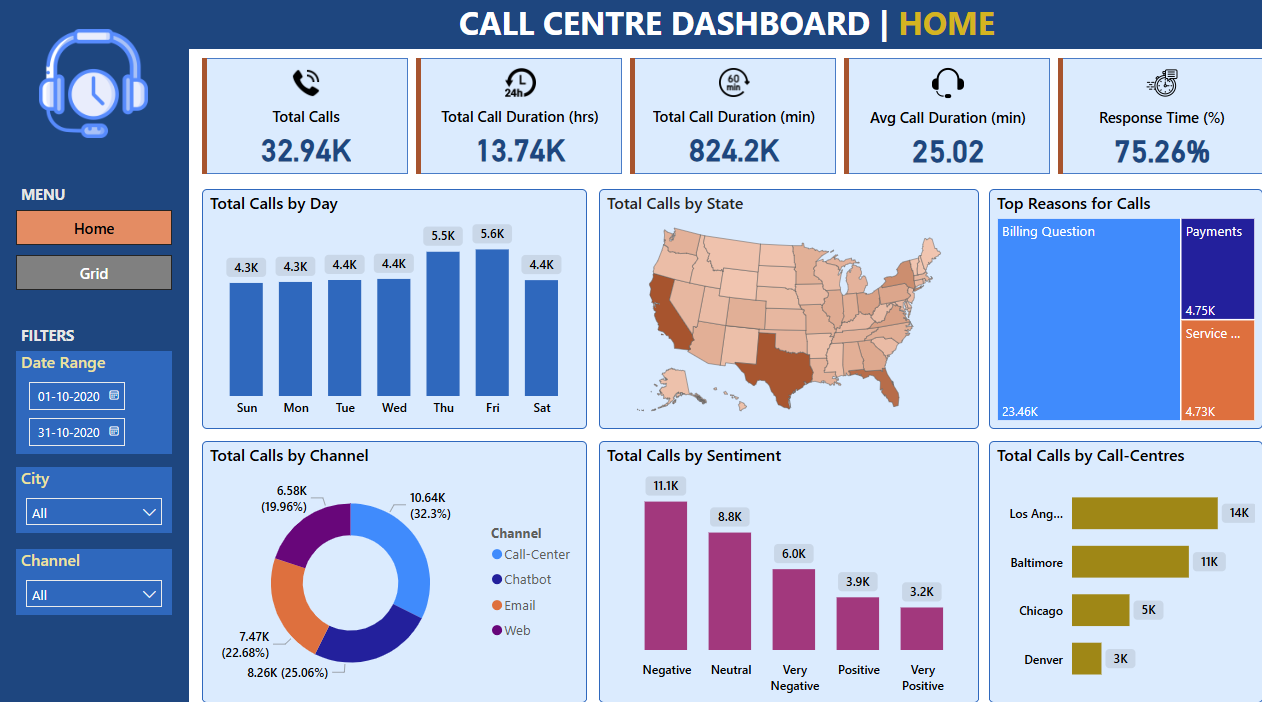 CALL CENTRE DASHBOARD | HOME
24h
60
min
Total Calls
32.94K
Total Call Duration (hrs)
13.74K
Total Call Duration (min)
824.2K
Avg Call Duration (min)
25.02
Response Time (%)
75.26%
MENU
Home
Grid
FILTERS
Date Range
01-10-2020
31-10-2020
City
All
Channel
All
Total Calls by Day
4.3K
4.3K
4.4K
4.4K
5.5K
5.6K
4.4K
Sun
Mon
Tue
Wed
Thu
Fri
Sat
Total Calls by State
Top Reasons for Calls
Billing Question
23.46K
Payments
4.75K
Service ...
4.73K
Total Calls by Channel
6.58K
(19.96%)
10.64K
(32.3%)
7.47K
(22.68%)
8.26K (25.06%)
Channel
Call-Center
Chatbot
Email
Web
Total Calls by Sentiment
11.1K
8.8K
6.0K
3.9K
3.2K
Negative
Neutral
Very
Negative
Positive
Very
Positive
Total Calls by Call-Centres
Los Ang...
14K
Baltimore
11K
Chicago
5K
Denver
3K